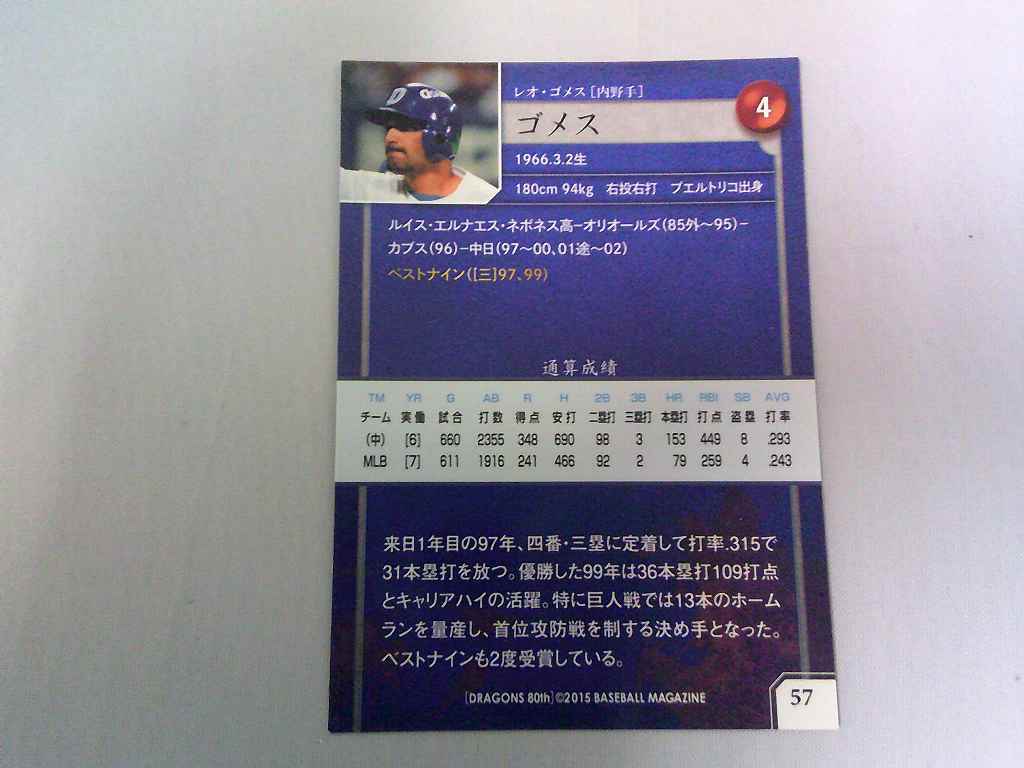 レオ・ゴメス［内野手］
ゴメス
4
1966.3.2生
180cm 94kg 右投右打 プエルトリコ出身
ルイス・エルナエス・ネボネス高−オリオールズ(85外〜95)−
カブス(96)−中日(97〜00、01途〜02)
ベストナイン([三]97、99)
通算成績
TM YR G AB R H 2B 3B HR RBI SB AVG
チーム 実働 試合 打数 得点 安打 二塁打 三塁打 本塁打 打点 盗塁 打率
(中) [6] 660 2355 348 690 98 3 153 449 8 .293
MLB [7] 611 1916 241 466 92 2 79 259 4 .243
来日1年目の97年、四番・三塁に定着して打率.315で
31本塁打を放つ。優勝した99年は36本塁打109打点
とキャリアハイの活躍。特に巨人戦では13本のホーム
ランを量産し、首位攻防戦を制する決め手となった。
ベストナインも2度受賞している。
[DRAGONS 80th] ©2015 BASEBALL MAGAZINE
57